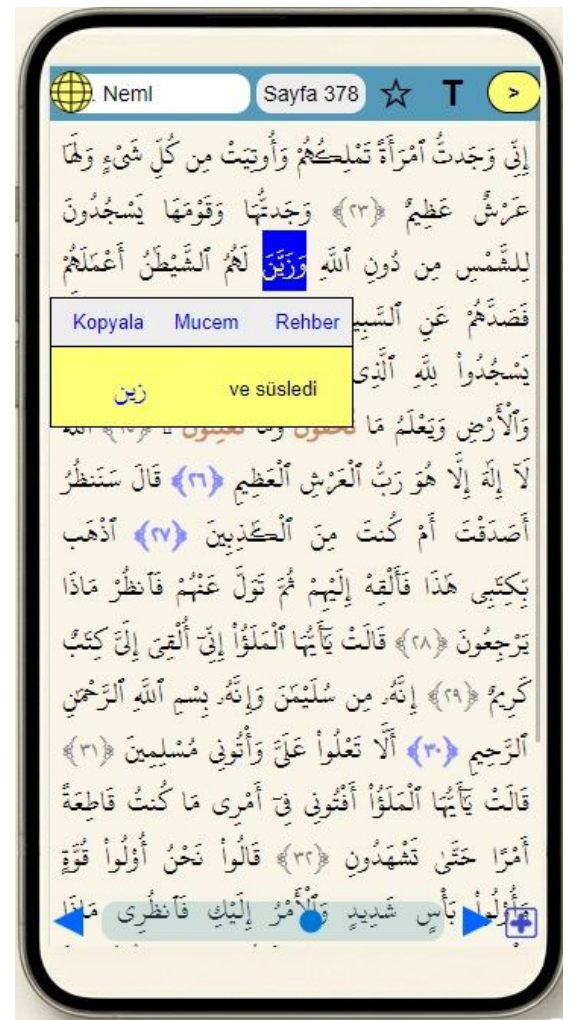 . Neml Sayfa 378 ☆ T >
إِنِّى وَجَدتُّ ٱمْرَأَةً تَمْلِكُهُمْ وَأُوتِيَتْ مِن كُلِّ شَىْءٍ وَلَهَا
عَرْشٌ عَظِيمٌ ﴿٢٣﴾ وَجَدتُّهَا وَقَوْمَهَا يَسْجُدُونَ
لِلشَّمْسِ مِن دُونِ ٱللَّهِ وَزَيَّنَ لَهُمُ ٱلشَّيْطَٰنُ أَعْمَٰلَهُمْ
فَصَدَّهُمْ عَنِ
Kopyala Mucem Rehber
يَسْجُدُوا۟ لِلَّهِ ٱلَّذِى
زين ve süsledi
وَٱلْأَرْضِ وَيَعْلَمُ مَا
لَآ إِلَٰهَ إِلَّا هُوَ رَبُّ ٱلْعَرْشِ ٱلْعَظِيمِ ﴿٢٦﴾ قَالَ سَنَنظُرُ
أَصَدَقْتَ أَمْ كُنتَ مِنَ ٱلْكَٰذِبِينَ ﴿٢٧﴾ ٱذْهَب
بِّكِتَٰبِى هَٰذَا فَأَلْقِهْ إِلَيْهِمْ ثُمَّ تَوَلَّ عَنْهُمْ فَٱنظُرْ مَاذَا
يَرْجِعُونَ ﴿٢٨﴾ قَالَتْ يَٰٓأَيُّهَا ٱلْمَلَؤُا۟ إِنِّىٓ أُلْقِىَ إِلَىَّ كِتَٰبٌ
كَرِيمٌ ﴿٢٩﴾ إِنَّهُۥ مِن سُلَيْمَٰنَ وَإِنَّهُۥ بِسْمِ ٱللَّهِ ٱلرَّحْمَٰنِ
ٱلرَّحِيمِ ﴿٣٠﴾ أَلَّا تَعْلُوا۟ عَلَىَّ وَأْتُونِى مُسْلِمِينَ ﴿٣١﴾
قَالَتْ يَٰٓأَيُّهَا ٱلْمَلَؤُا۟ أَفْتُونِى فِىٓ أَمْرِى مَا كُنتُ قَاطِعَةً
أَمْرًا حَتَّىٰ تَشْهَدُونِ ﴿٣٢﴾ قَالُوا۟ نَحْنُ أُو۟لُوا۟ قُوَّةٍ
وَأُو۟لُوا۟ بَأْسٍ شَدِيدٍ وَٱلْأَمْرُ إِلَيْكِ فَٱنظُرِى مَاذَا